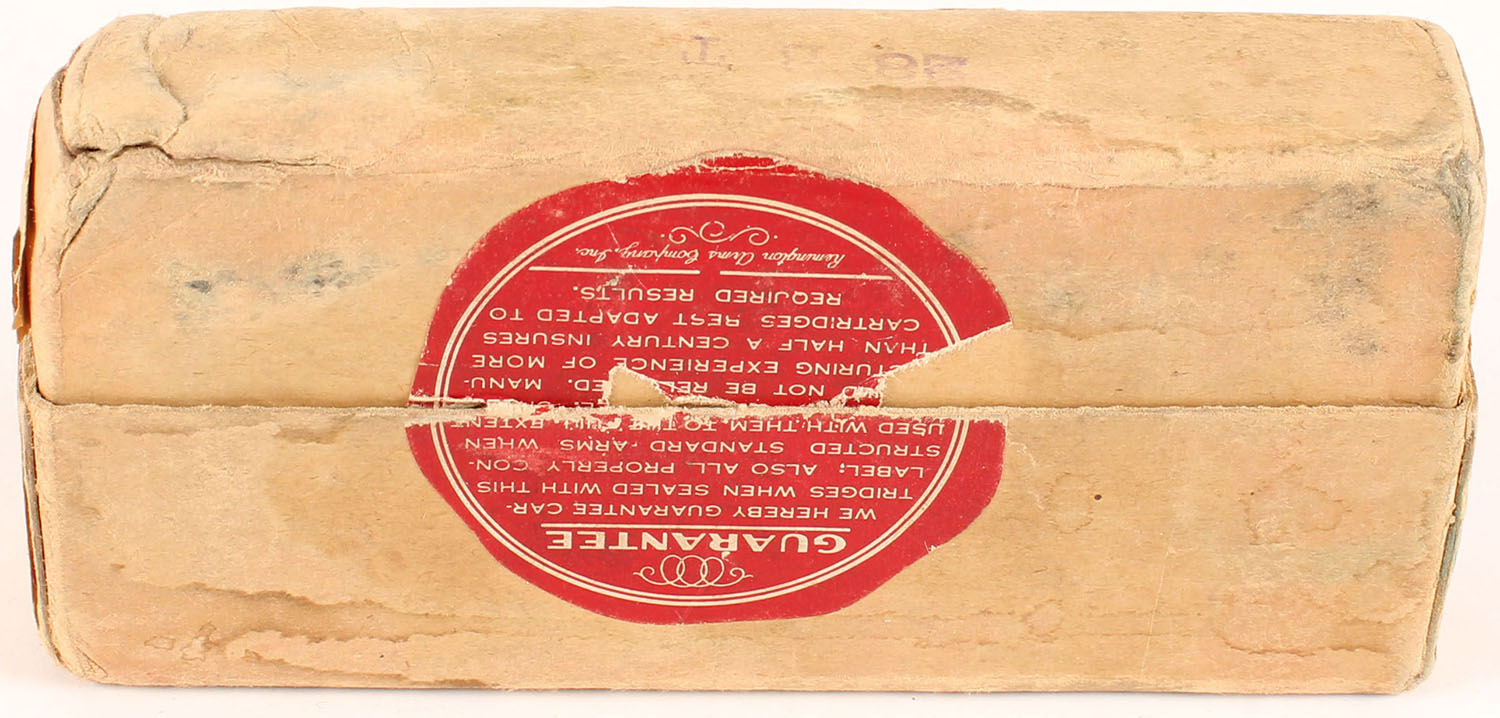 GUARANTEE
WE HEREBY GUARANTEE CAR-
TRIDGES WHEN SEALED WITH THIS
LABEL; ALSO ALL PROPERLY CON-
STRUCTED STANDARD ARMS WHEN
USED WITH THEM TO THE EXTENT
NOT BE MANU-
CTURING EXPERIENCE OF MORE
THAN HALF A CENTURY INSURES
CARTRIDGES BEST ADAPTED TO
REQUIRED RESULTS.
Remington Arms Company, Inc.